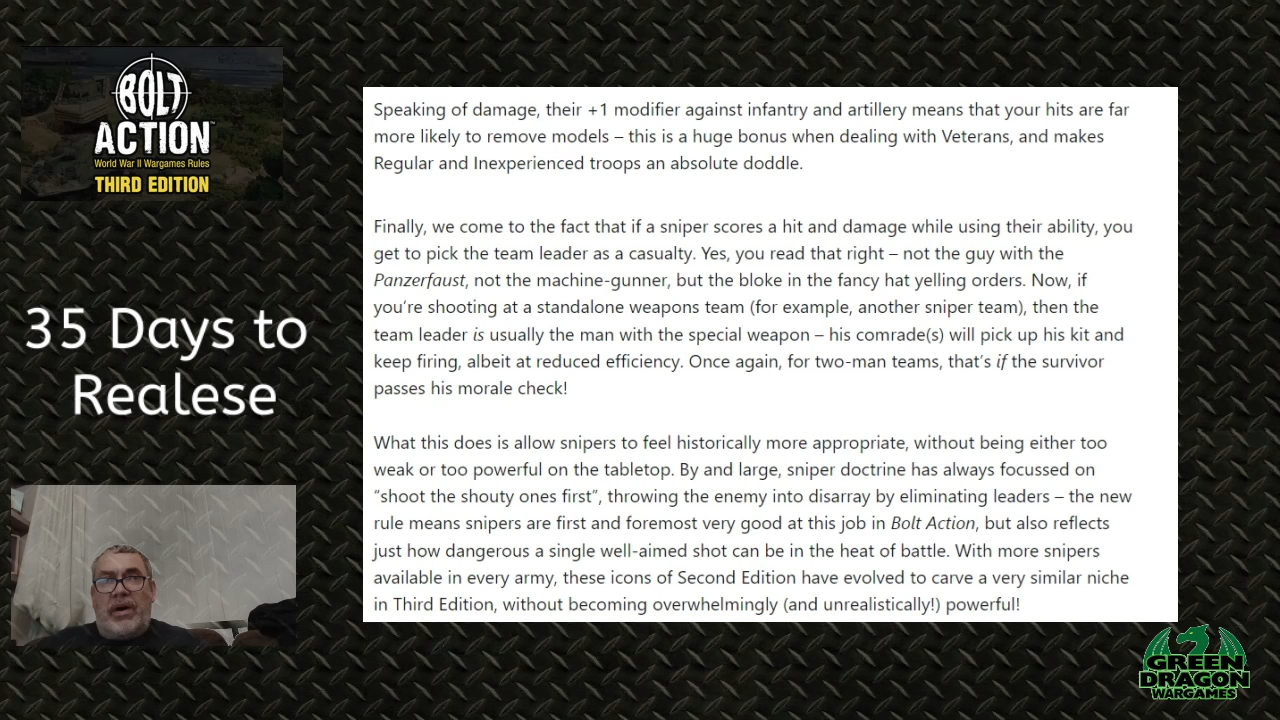 BOLT
ACTION™
World War II Wargames Rules
THIRD EDITION
35 Days to
Realese
Speaking of damage, their +1 modifier against infantry and artillery means that your hits are far
more likely to remove models – this is a huge bonus when dealing with Veterans, and makes
Regular and Inexperienced troops an absolute doddle.
Finally, we come to the fact that if a sniper scores a hit and damage while using their ability, you
get to pick the team leader as a casualty. Yes, you read that right – not the guy with the
Panzerfaust, not the machine-gunner, but the bloke in the fancy hat yelling orders. Now, if
you're shooting at a standalone weapons team (for example, another sniper team), then the
team leader is usually the man with the special weapon – his comrade(s) will pick up his kit and
keep firing, albeit at reduced efficiency. Once again, for two-man teams, that's if the survivor
passes his morale check!
What this does is allow snipers to feel historically more appropriate, without being either too
weak or too powerful on the tabletop. By and large, sniper doctrine has always focussed on
“shoot the shouty ones first”, throwing the enemy into disarray by eliminating leaders – the new
rule means snipers are first and foremost very good at this job in Bolt Action, but also reflects
just how dangerous a single well-aimed shot can be in the heat of battle. With more snipers
available in every army, these icons of Second Edition have evolved to carve a very similar niche
in Third Edition, without becoming overwhelmingly (and unrealistically!) powerful!
GREEN
DRAGON
WARGAMES